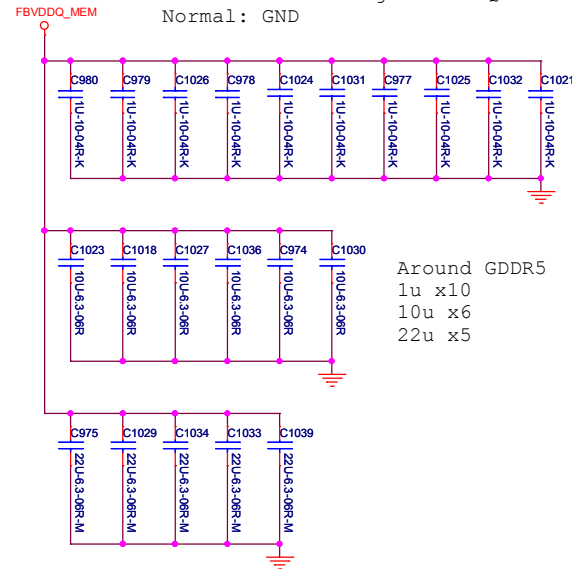 FBVDDQ_MEM
Normal: GND
C980 C979 C1026 C978 C1024 C1031 C977 C1025 C1032 C1021
1U-10-04R-K 1U-10-04R-K 1U-10-04R-K 1U-10-04R-K 1U-10-04R-K 1U-10-04R-K 1U-10-04R-K 1U-10-04R-K 1U-10-04R-K 1U-10-04R-K
C1023 C1018 C1027 C1036 C974 C1030
10U-6.3-06R 10U-6.3-06R 10U-6.3-06R 10U-6.3-06R 10U-6.3-06R 10U-6.3-06R
Around GDDR5
1u x10
10u x6
22u x5
C975 C1029 C1034 C1033 C1039
22U-6.3-06R-M 22U-6.3-06R-M 22U-6.3-06R-M 22U-6.3-06R-M 22U-6.3-06R-M